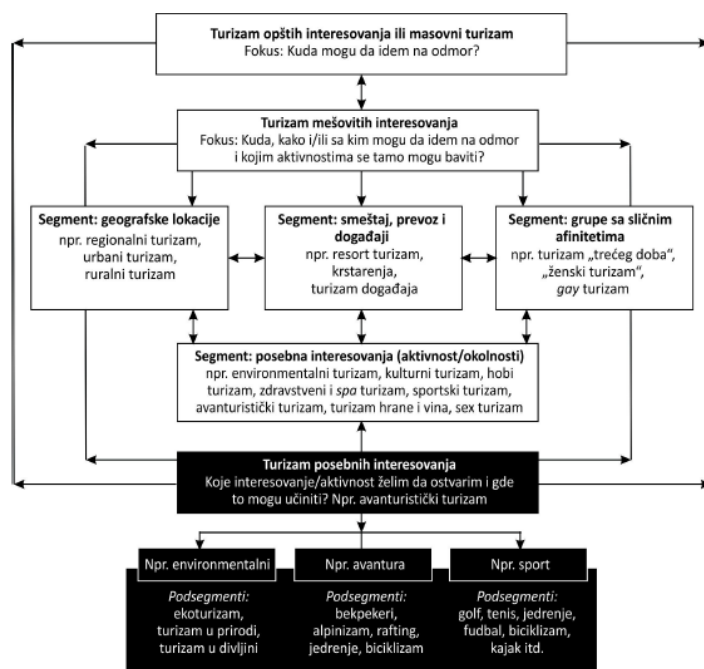 Turizam opštih interesovanja ili masovni turizam
Fokus: Kuda mogu da idem na odmor?
Turizam mešovitih interesovanja
Fokus: Kuda, kako i/ili sa kim mogu da idem na odmor
i kojim aktivnostima se tamo mogu baviti?
Segment: geografske lokacije
npr. regionalni turizam,
urbani turizam,
ruralni turizam
Segment: smeštaj, prevoz i
događaji
npr. resort turizam,
krstarenja,
turizam događaja
Segment: grupe sa sličnim
afinitetima
npr. turizam „trećeg doba“,
„ženski turizam“,
gay turizam
Segment: posebna interesovanja (aktivnost/okolnosti)
npr. environmentalni turizam, kulturni turizam, hobi
turizam, zdravstveni i spa turizam, sportski turizam,
avanturistički turizam, turizam hrane i vina, sex turizam
Turizam posebnih interesovanja
Koje interesovanje/aktivnost želim da ostvarim i gde
to mogu učiniti? Npr. avanturistički turizam
Npr. environmentalni
Podsegmenti:
ekoturizam,
turizam u prirodi,
turizam u divljini
Npr. avantura
Podsegmenti:
bekpekeri,
alpinizam, rafting,
jedrenje, biciklizam
Npr. sport
Podsegmenti:
golf, tenis, jedrenje,
fudbal, biciklizam,
kajak itd.